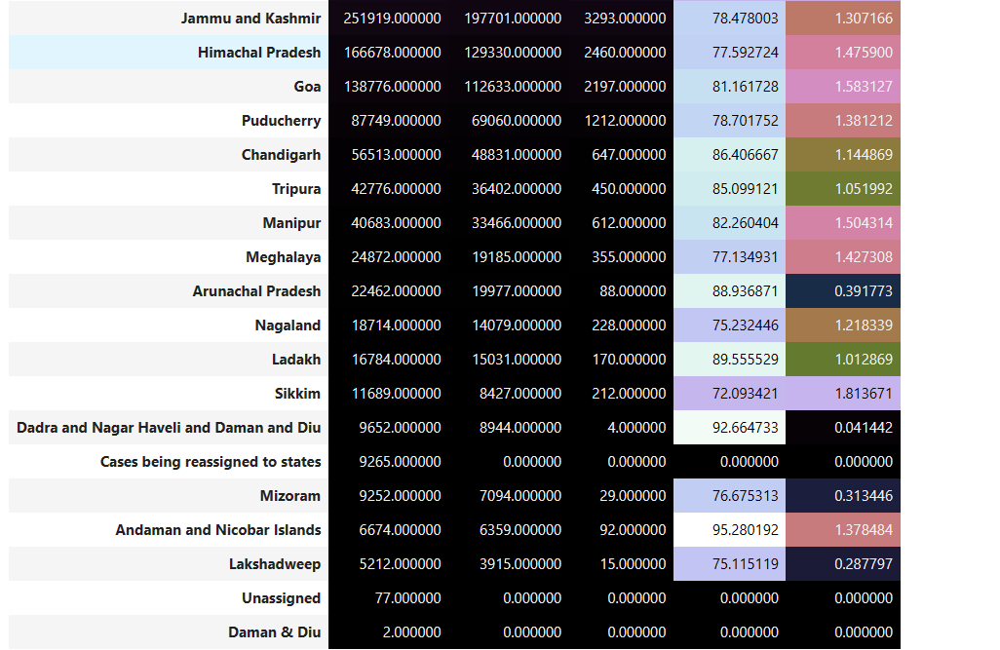 Jammu and Kashmir 251919.000000 197701.000000 3293.000000 78.478003 1.307166
Himachal Pradesh 166678.000000 129330.000000 2460.000000 77.592724 1.475900
Goa 138776.000000 112633.000000 2197.000000 81.161728 1.583127
Puducherry 87749.000000 69060.000000 1212.000000 78.701752 1.381212
Chandigarh 56513.000000 48831.000000 647.000000 86.406667 1.144869
Tripura 42776.000000 36402.000000 450.000000 85.099121 1.051992
Manipur 40683.000000 33466.000000 612.000000 82.260404 1.504314
Meghalaya 24872.000000 19185.000000 355.000000 77.134931 1.427308
Arunachal Pradesh 22462.000000 19977.000000 88.000000 88.936871 0.391773
Nagaland 18714.000000 14079.000000 228.000000 75.232446 1.218339
Ladakh 16784.000000 15031.000000 170.000000 89.555529 1.012869
Sikkim 11689.000000 8427.000000 212.000000 72.093421 1.813671
Dadra and Nagar Haveli and Daman and Diu 9652.000000 8944.000000 4.000000 92.664733 0.041442
Cases being reassigned to states 9265.000000 0.000000 0.000000 0.000000 0.000000
Mizoram 9252.000000 7094.000000 29.000000 76.675313 0.313446
Andaman and Nicobar Islands 6674.000000 6359.000000 92.000000 95.280192 1.378484
Lakshadweep 5212.000000 3915.000000 15.000000 75.115119 0.287797
Unassigned 77.000000 0.000000 0.000000 0.000000 0.000000
Daman & Diu 2.000000 0.000000 0.000000 0.000000 0.000000